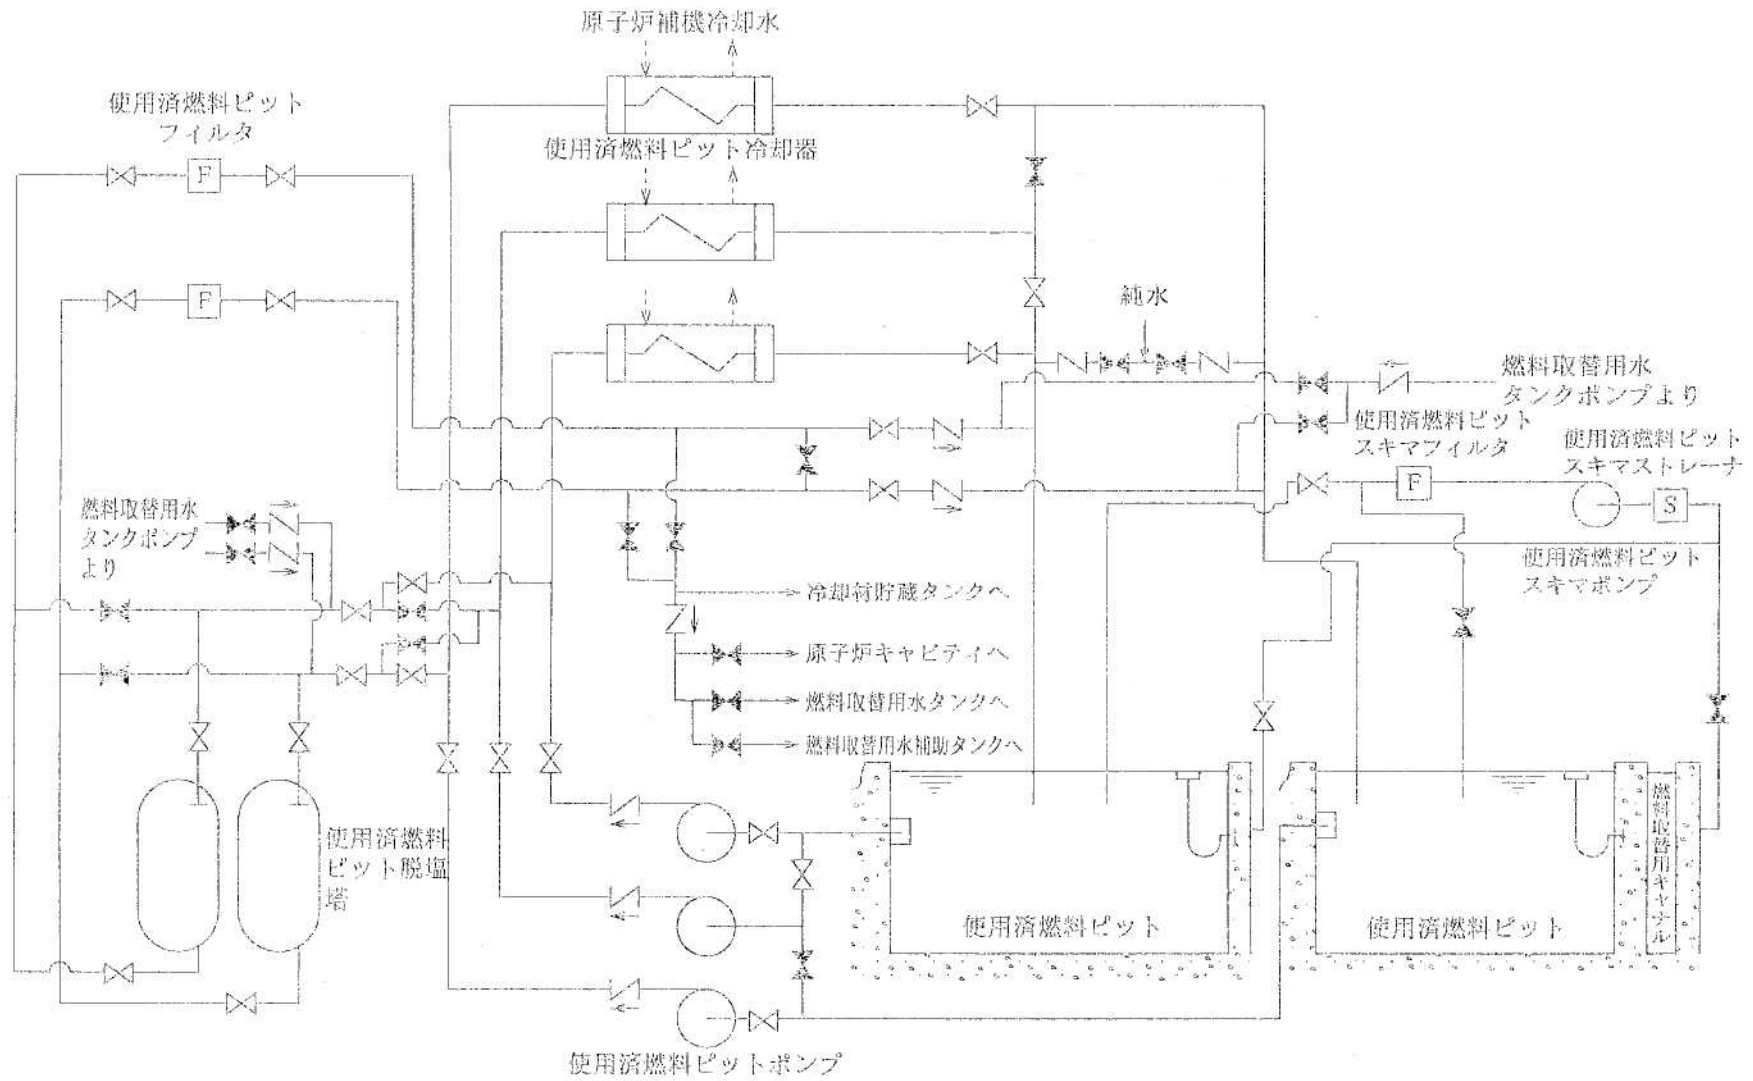 原子炉補機冷却水
使用済燃料ピット
フィルタ
F
使用済燃料ピット冷却器
F
純水
燃料取替用水
タンクポンプより
使用済燃料ピット
スキマフィルタ
F
使用済燃料ピット
スキマストレーナ
S
使用済燃料ピット
スキマポンプ
燃料取替用水
タンクポンプ
より
冷却材貯蔵タンクへ
原子炉キャビティへ
燃料取替用水タンクへ
燃料取替用水補助タンクへ
使用済燃料
ピット脱塩
塔
使用済燃料ピット
使用済燃料ピット
燃料取替用キャナル
使用済燃料ピットポンプ